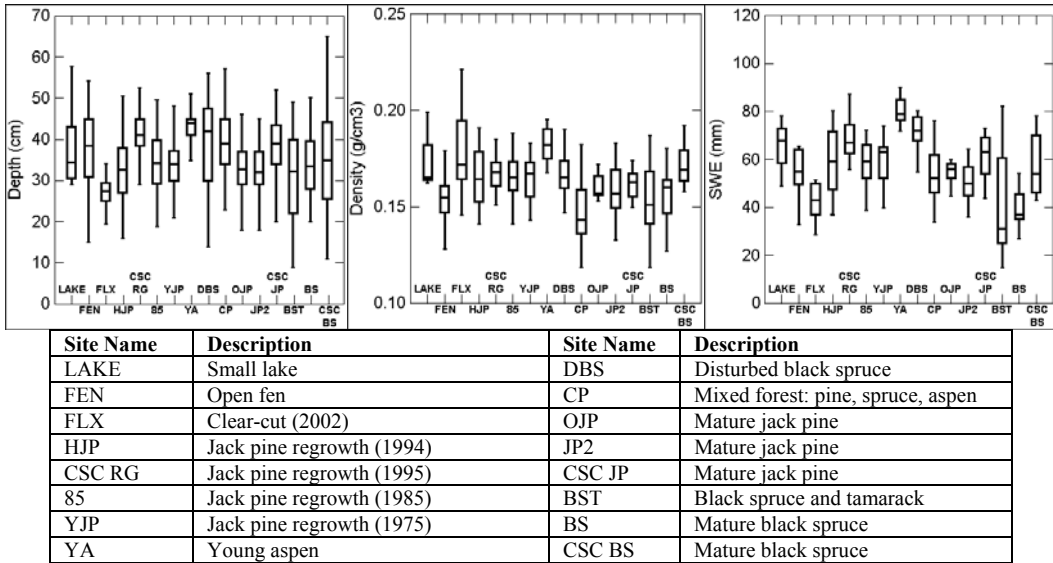 70
60
50
40
30
20
10
0
Depth (cm)
LAKE
FEN
FLX
HJP
CSC
RG
85
YJP
YA
DBS
CP
OJP
JP2
CSC
JP
BST
BS
CSC
BS
0.25
0.20
0.15
0.10
Density (g/cm3)
LAKE
FEN
FLX
HJP
CSC
RG
85
YJP
YA
DBS
CP
OJP
JP2
CSC
JP
BST
BS
CSC
BS
120
100
80
60
40
20
0
SWE (mm)
LAKE
FEN
FLX
HJP
CSC
RG
85
YJP
YA
DBS
CP
OJP
JP2
CSC
JP
BST
BS
CSC
BS
Site Name Description Site Name Description
LAKE Small lake DBS Disturbed black spruce
FEN Open fen CP Mixed forest: pine, spruce, aspen
FLX Clear-cut (2002) OJP Mature jack pine
HJP Jack pine regrowth (1994) JP2 Mature jack pine
CSC RG Jack pine regrowth (1995) CSC JP Mature jack pine
85 Jack pine regrowth (1985) BST Black spruce and tamarack
YJP Jack pine regrowth (1975) BS Mature black spruce
YA Young aspen CSC BS Mature black spruce